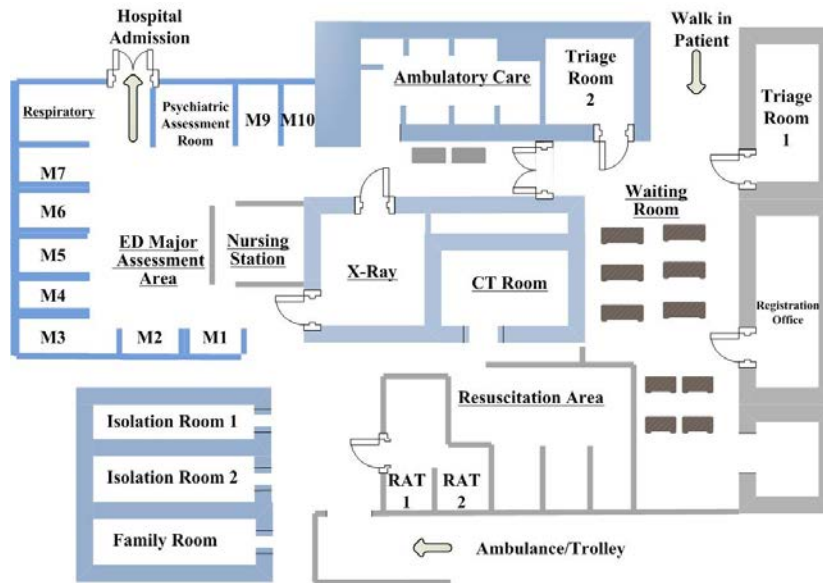 Hospital
Admission
Walk in
Patient
Respiratory
Psychiatric
Assessment
Room
M9
M10
Ambulatory Care
Triage
Room
2
Triage
Room
1
M7
M6
M5
M4
M3
M2
M1
ED Major
Assessment
Area
Nursing
Station
X-Ray
CT Room
Waiting
Room
Registration
Office
Resuscitation Area
Isolation Room 1
Isolation Room 2
Family Room
RAT
1
RAT
2
Ambulance/Trolley